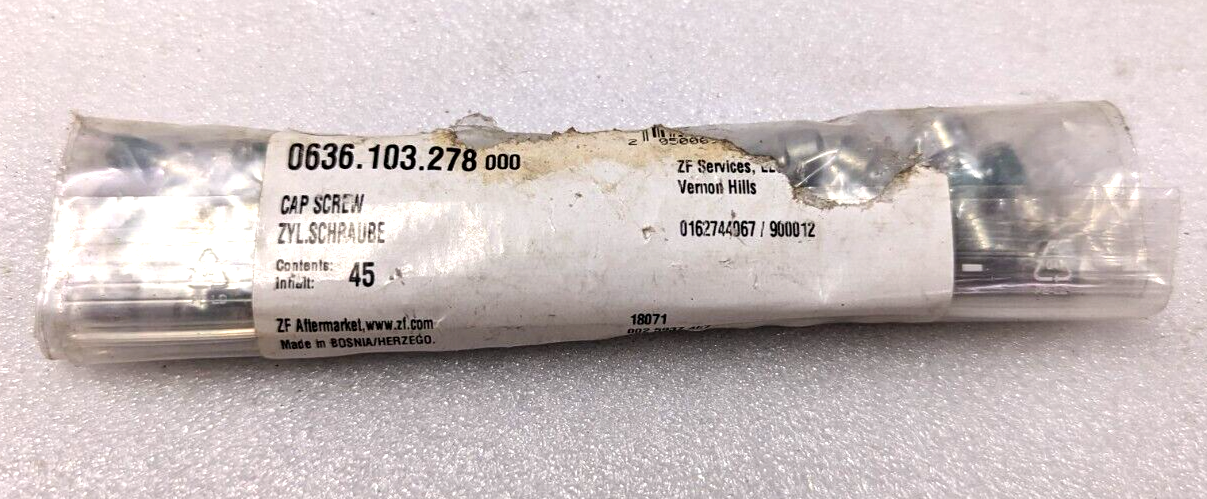 0636.103.278 000
CAP SCREW
ZYL.SCHRAUBE
Contents:
Inhalt: 45
ZF Aftermarket,www.zf.com
Made in BOSNIA/HERZEGO.
ZF Services,
Vernon Hills
0162744067 / 900012
18071